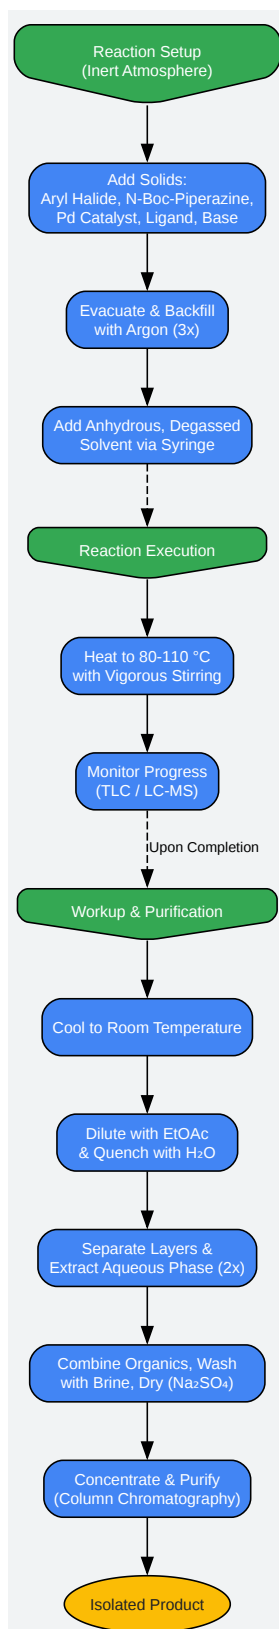 Reaction Setup
(Inert Atmosphere)
Add Solids:
Aryl Halide, N-Boc-Piperazine,
Pd Catalyst, Ligand, Base
Evacuate & Backfill
with Argon (3x)
Add Anhydrous, Degassed
Solvent via Syringe
Reaction Execution
Heat to 80-110 °C
with Vigorous Stirring
Monitor Progress
(TLC / LC-MS)
Upon Completion
Workup & Purification
Cool to Room Temperature
Dilute with EtOAc
& Quench with H₂O
Separate Layers &
Extract Aqueous Phase (2x)
Combine Organics, Wash
with Brine, Dry (Na₂SO₄)
Concentrate & Purify
(Column Chromatography)
Isolated Product